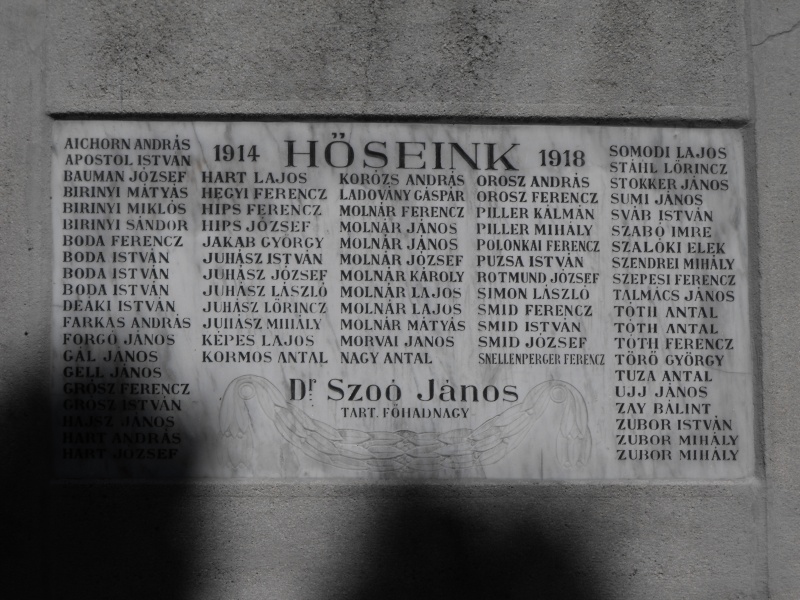 1914 HŐSEINK 1918
AICHORN ANDRÁS
APOSTOL ISTVÁN
BAUMAN JÓZSEF
BIRINYI MÁTYÁS
BIRINYI MIKLÓS
BIRINYI SÁNDOR
BODA FERENCZ
BODA ISTVÁN
BODA ISTVÁN
BODA ISTVÁN
DEÁKI ISTVÁN
FARKAS ANDRÁS
FORGÓ JÁNOS
GÁL JÁNOS
GELL JÁNOS
GRÓSZ FERENCZ
GRÓSZ ISTVÁN
HAJSZ JÁNOS
HART ANDRÁS
HART JÓZSEF
HART LAJOS
HEGYI FERENCZ
HIPS FERENCZ
HIPS JÓZSEF
JAKAB GYÖRGY
JUHÁSZ ISTVÁN
JUHÁSZ JÓZSEF
JUHÁSZ LÁSZLÓ
JUHÁSZ LŐRINCZ
JUHÁSZ MIHÁLY
KÉPES LAJOS
KORMOS ANTAL
KORÓZS ANDRÁS
LADOVÁNY GÁSPÁR
MOLNÁR FERENCZ
MOLNÁR JÁNOS
MOLNÁR JÁNOS
MOLNÁR JÓZSEF
MOLNÁR KÁROLY
MOLNÁR LAJOS
MOLNÁR LAJOS
MOLNÁR MÁTYÁS
MORVAI JÁNOS
NAGY ANTAL
OROSZ ANDRÁS
OROSZ FERENCZ
PILLER KÁLMÁN
PILLER MIHÁLY
POLONKAI FERENCZ
PUZSA ISTVÁN
ROTMUND JÓZSEF
SIMON LÁSZLÓ
SMID FERENCZ
SMID ISTVÁN
SMID JÓZSEF
SNELLENPERGER FERENCZ
SOMODI LAJOS
STÁHL LŐRINCZ
STOKKER JÁNOS
SUMI JÁNOS
SVÁB ISTVÁN
SZABÓ IMRE
SZALÓKI ELEK
SZENDREI MIHÁLY
SZEPESI FERENCZ
TALMÁCS JÁNOS
TÓTH ANTAL
TÓTH ANTAL
TÓTH FERENCZ
TÖRŐ GYÖRGY
TUZA ANTAL
UJJ JÁNOS
ZAY BÁLINT
ZUBOR ISTVÁN
ZUBOR MIHÁLY
ZUBOR MIHÁLY
Dr. SZOÓ JÁNOS
TART. FŐHADNAGY